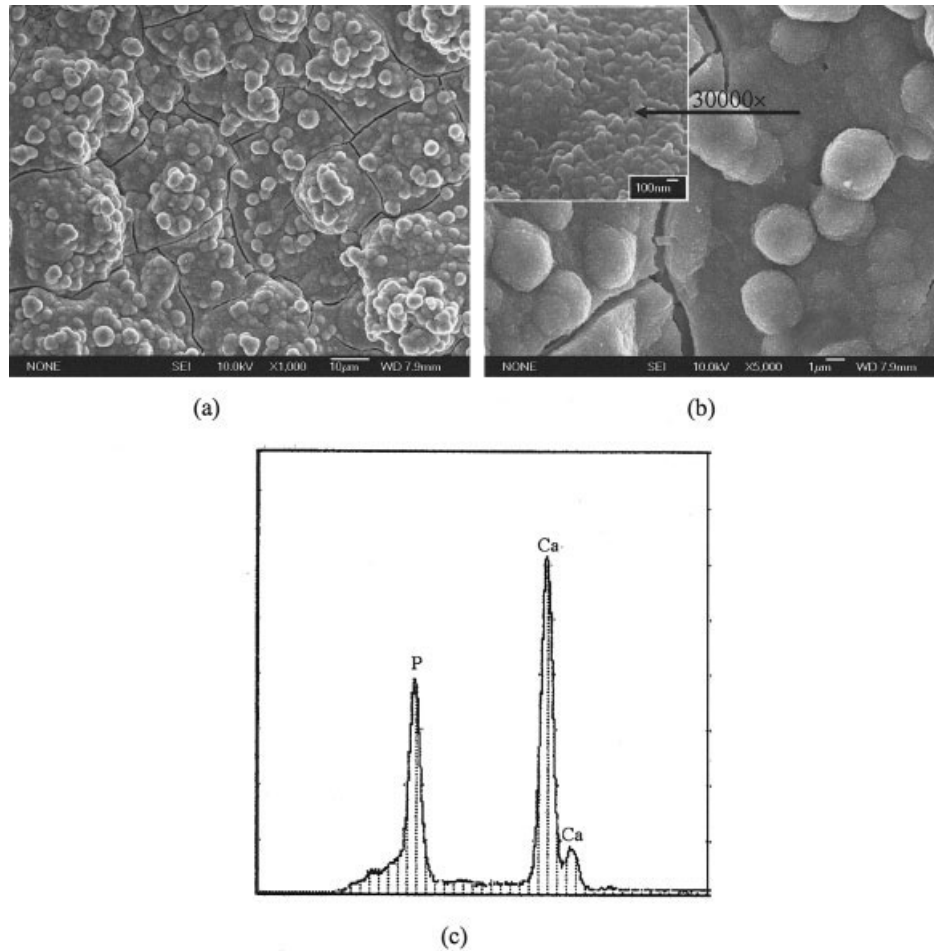 NONE SEI 10.0kV X1,000 10μm WD 7.9mm
(a)
30000×
100nm
NONE SEI 10.0kV X5,000 1μm WD 7.9mm
(b)
P
Ca
Ca
(c)